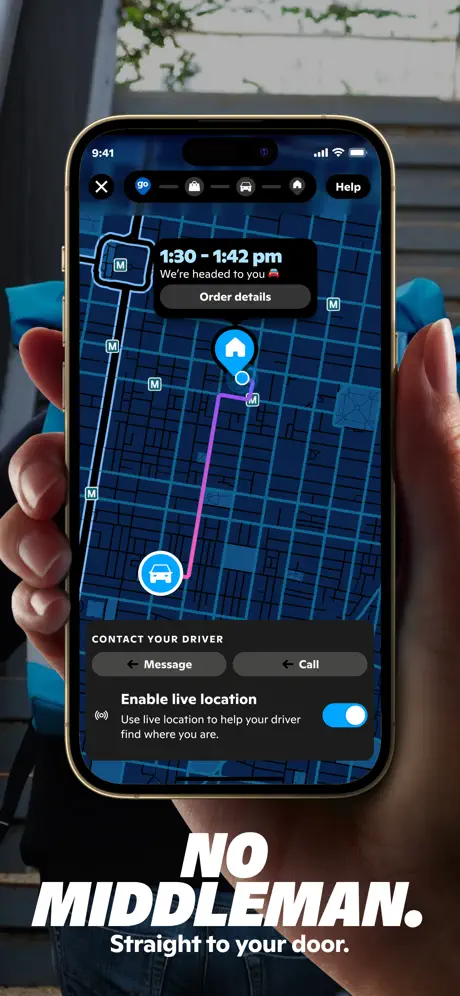 9:41
go
Help
M
1:30 - 1:42 pm
We're headed to you
Order details
M
M
M
M
M
CONTACT YOUR DRIVER
← Message
← Call
Enable live location
Use live location to help your driver
find where you are.
NO
MIDDLEMAN.
Straight to your door.